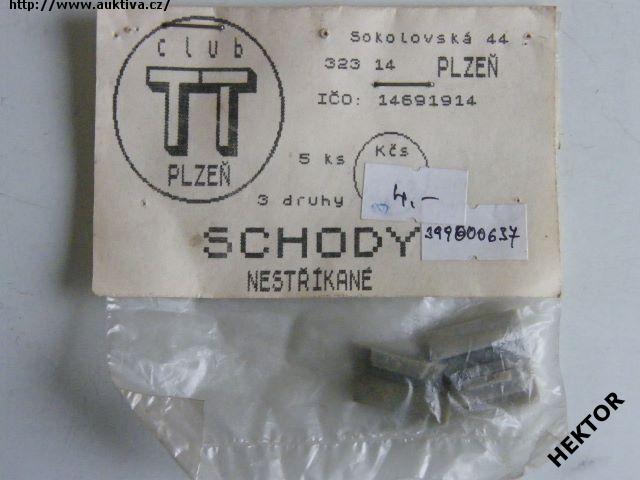 http://www.auktiva.cz/
Club
TT
PLZEŇ
Sokolovská 44
323 14 PLZEŇ
IČO: 14691914
5 ks
Kčs
4,-
3 druhy
399800637
SCHODY
NESTŘÍKANÉ
HEKTOR